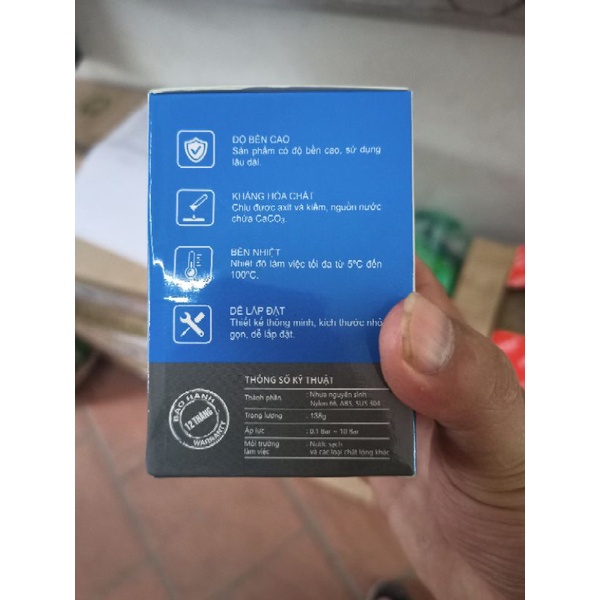 ĐỘ BỀN CAO
Sản phẩm có độ bền cao, sử dụng
lâu dài.
KHÁNG HÓA CHẤT
Chịu được axit và kiềm, nguồn nước
chứa CaCO₃.
BỀN NHIỆT
Nhiệt độ làm việc tối đa từ 5°C đến
100°C.
DỄ LẮP ĐẶT
Thiết kế thông minh, kích thước nhỏ
gọn, dễ lắp đặt.
THÔNG SỐ KỸ THUẬT
Thành phần : Nhựa nguyên sinh
Nylon 66, ABS, SUS 304
Trọng lượng : 138g
Áp lực : 0.1 Bar ~ 10 Bar
Môi trường : Nước sạch
làm việc và các loại chất lỏng khác
BẢO HÀNH
12 THÁNG
WARRANTY